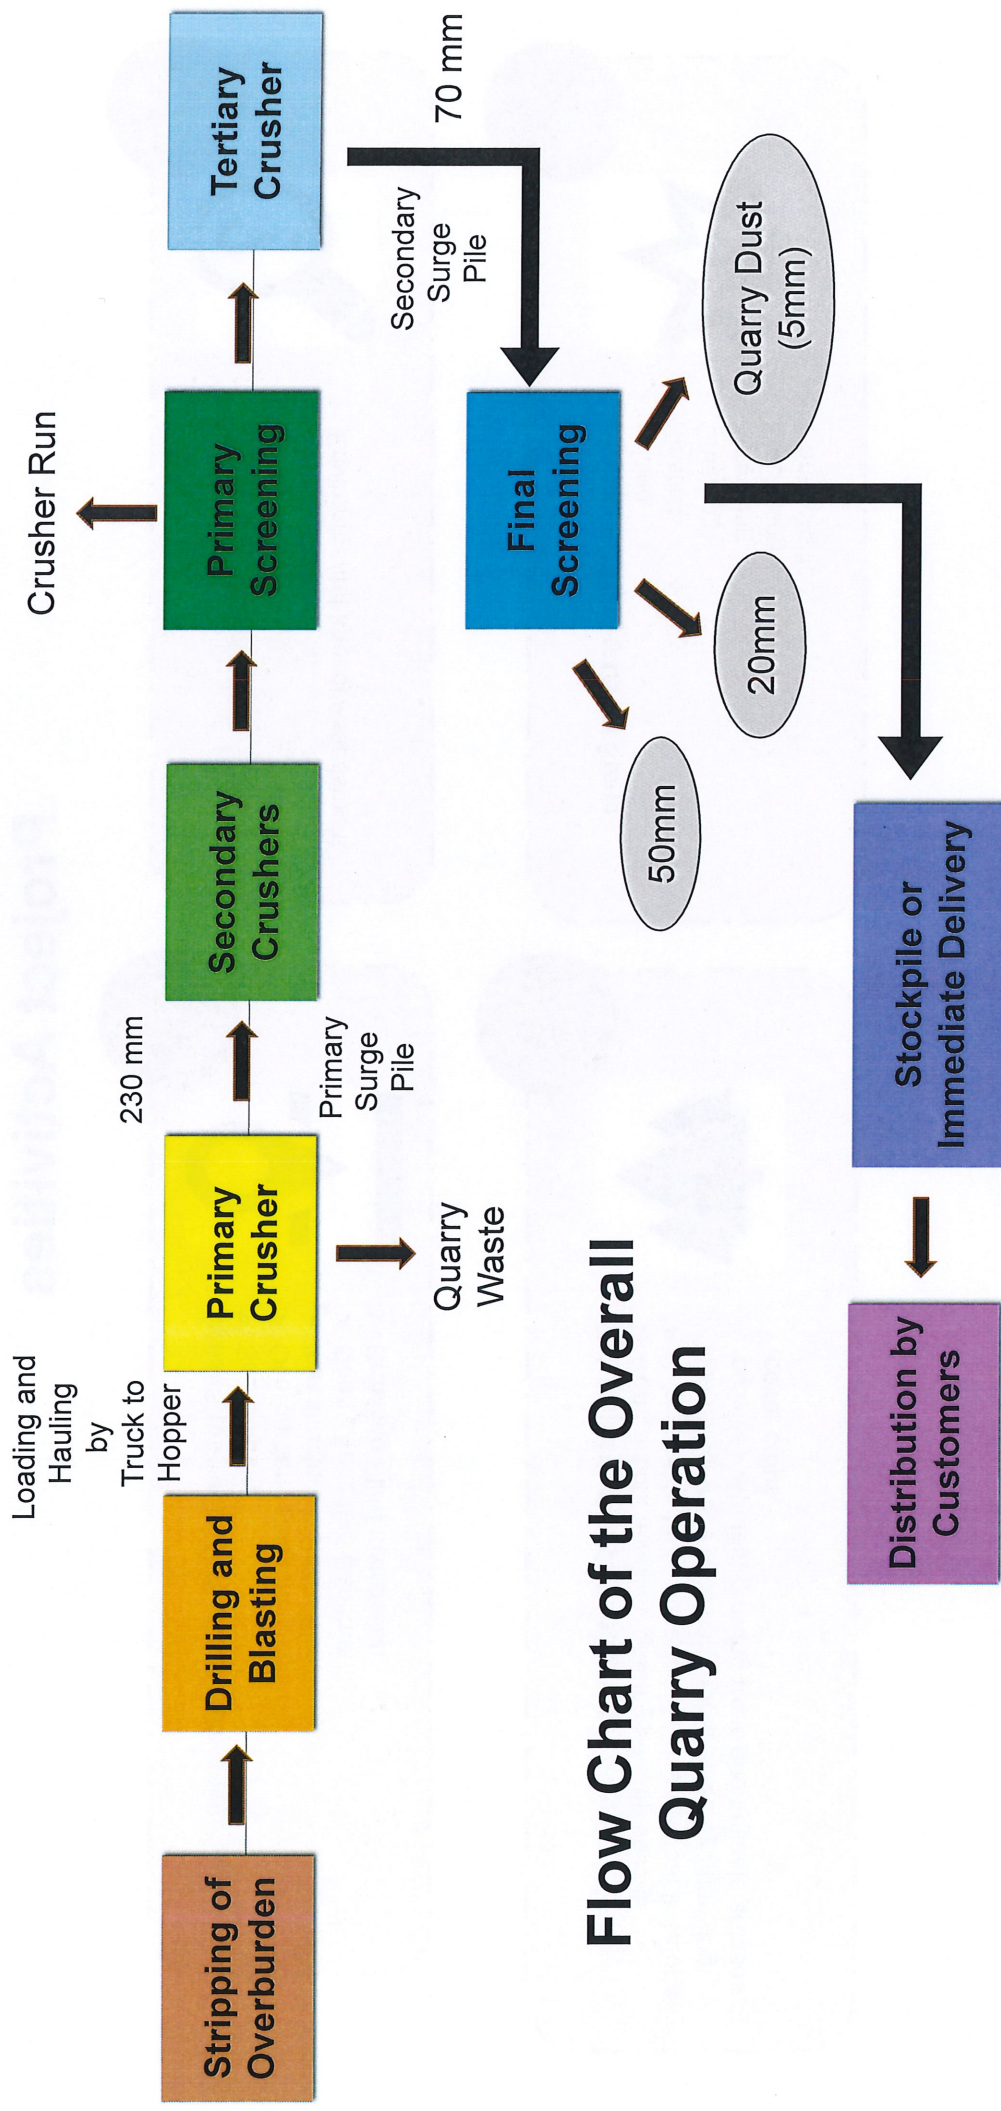 Stripping of
Overburden
Drilling and
Blasting
Loading and
Hauling
by
Truck to
Hopper
Primary
Crusher
Quarry
Waste
230 mm
Primary
Surge
Pile
Secondary
Crushers
Primary
Screening
Crusher Run
Tertiary
Crusher
70 mm
Secondary
Surge
Pile
Final
Screening
50mm
20mm
Quarry Dust
(5mm)
Stockpile or
Immediate Delivery
Distribution by
Customers
Flow Chart of the Overall
Quarry Operation
Project Activities